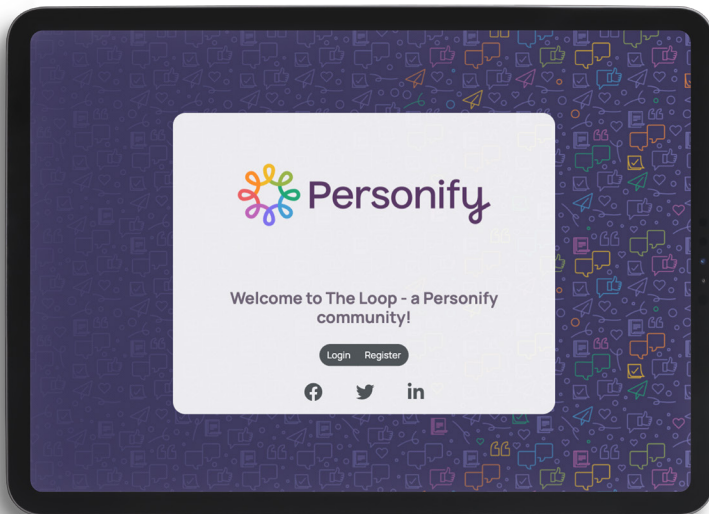 Personify
Welcome to The Loop - a Personify
community!
Login Register